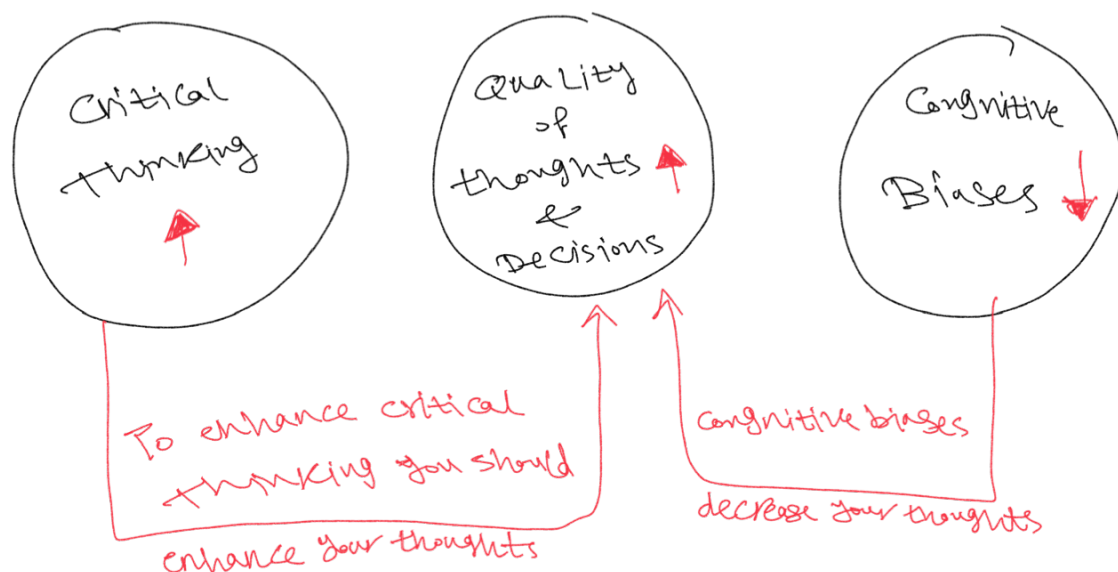 Critical
thinking
Quality
of
thoughts
&
Decisions
Congnitive
Biases
To enhance critical
thinking you should
enhance your thoughts
congnitive biases
decrease your thoughts